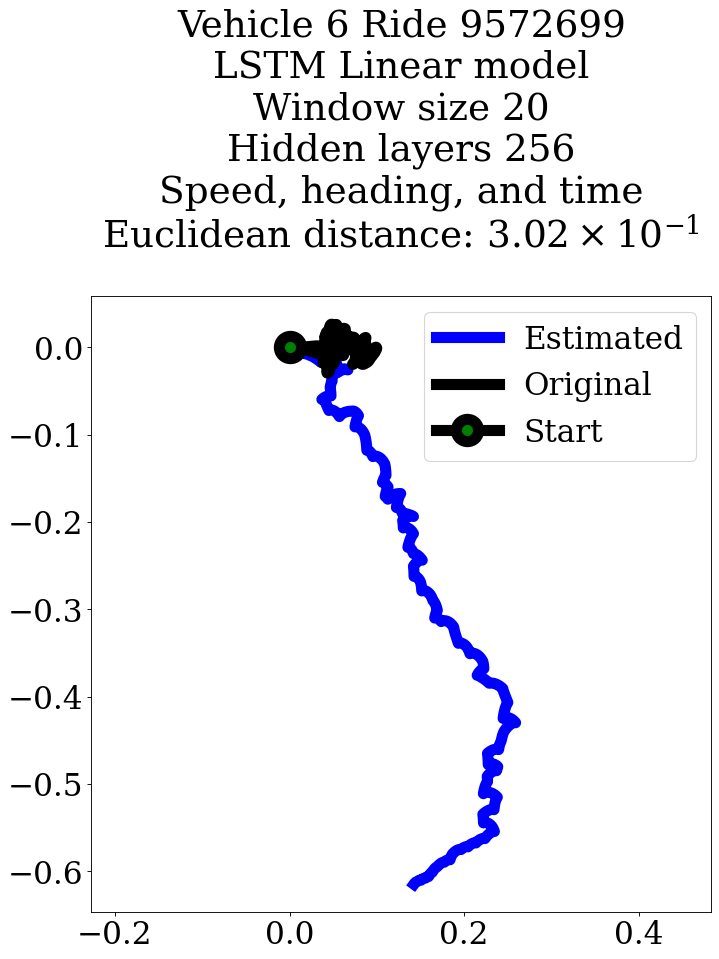 Vehicle 6 Ride 9572699
LSTM Linear model
Window size 20
Hidden layers 256
Speed, heading, and time
Euclidean distance: 3.02 × 10⁻¹
Estimated
Original
Start
0.0
−0.1
−0.2
−0.3
−0.4
−0.5
−0.6
−0.2 0.0 0.2 0.4